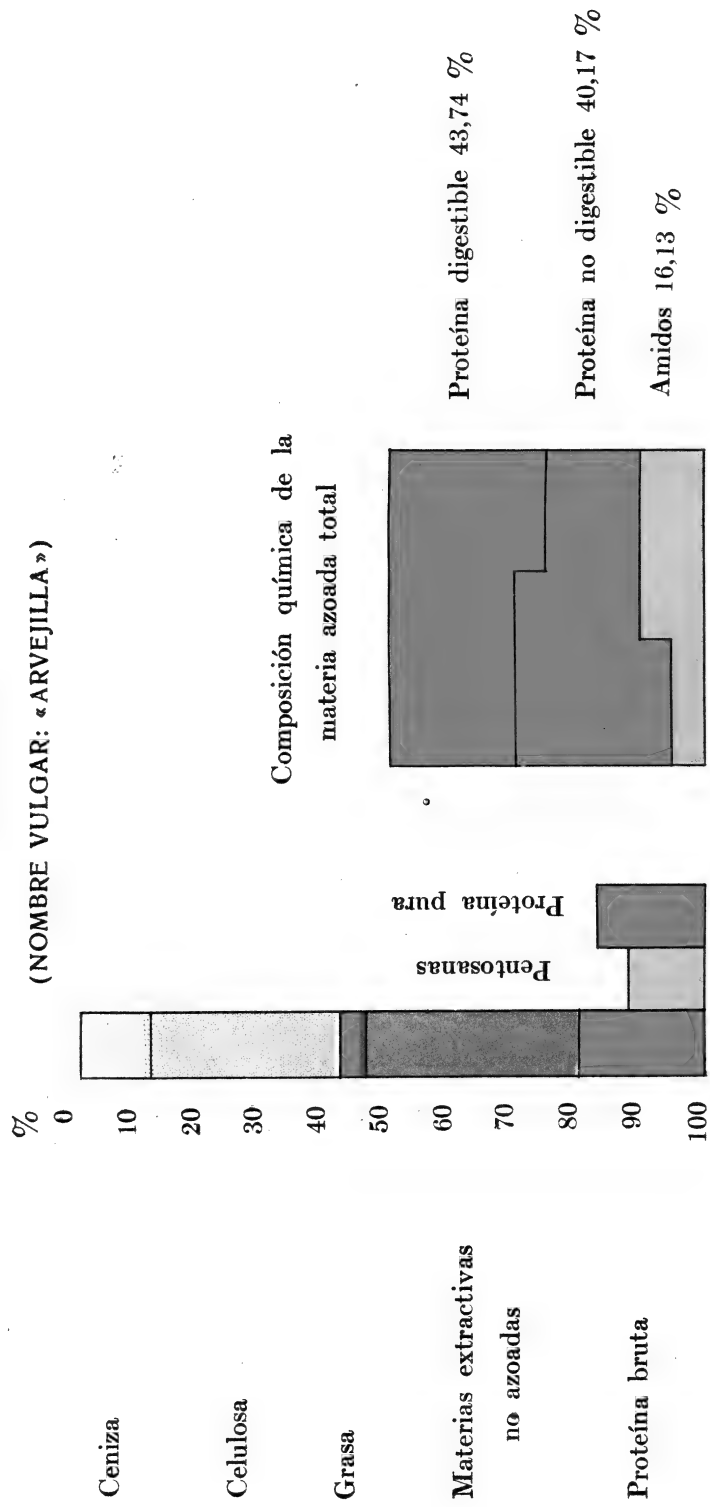 (NOMBRE VULGAR: «ARVEJILLA»)
%
0
10
20
30
40
50
60
70
80
90
100
Ceniza
Celulosa
Grasa
Materias extractivas
no azoadas
Proteína bruta
Pentosanas
Proteína pura
Composición química de la
materia azoada total
Proteína digestible 43,74 %
Proteína no digestible 40,17 %
Amidos 16,13 %